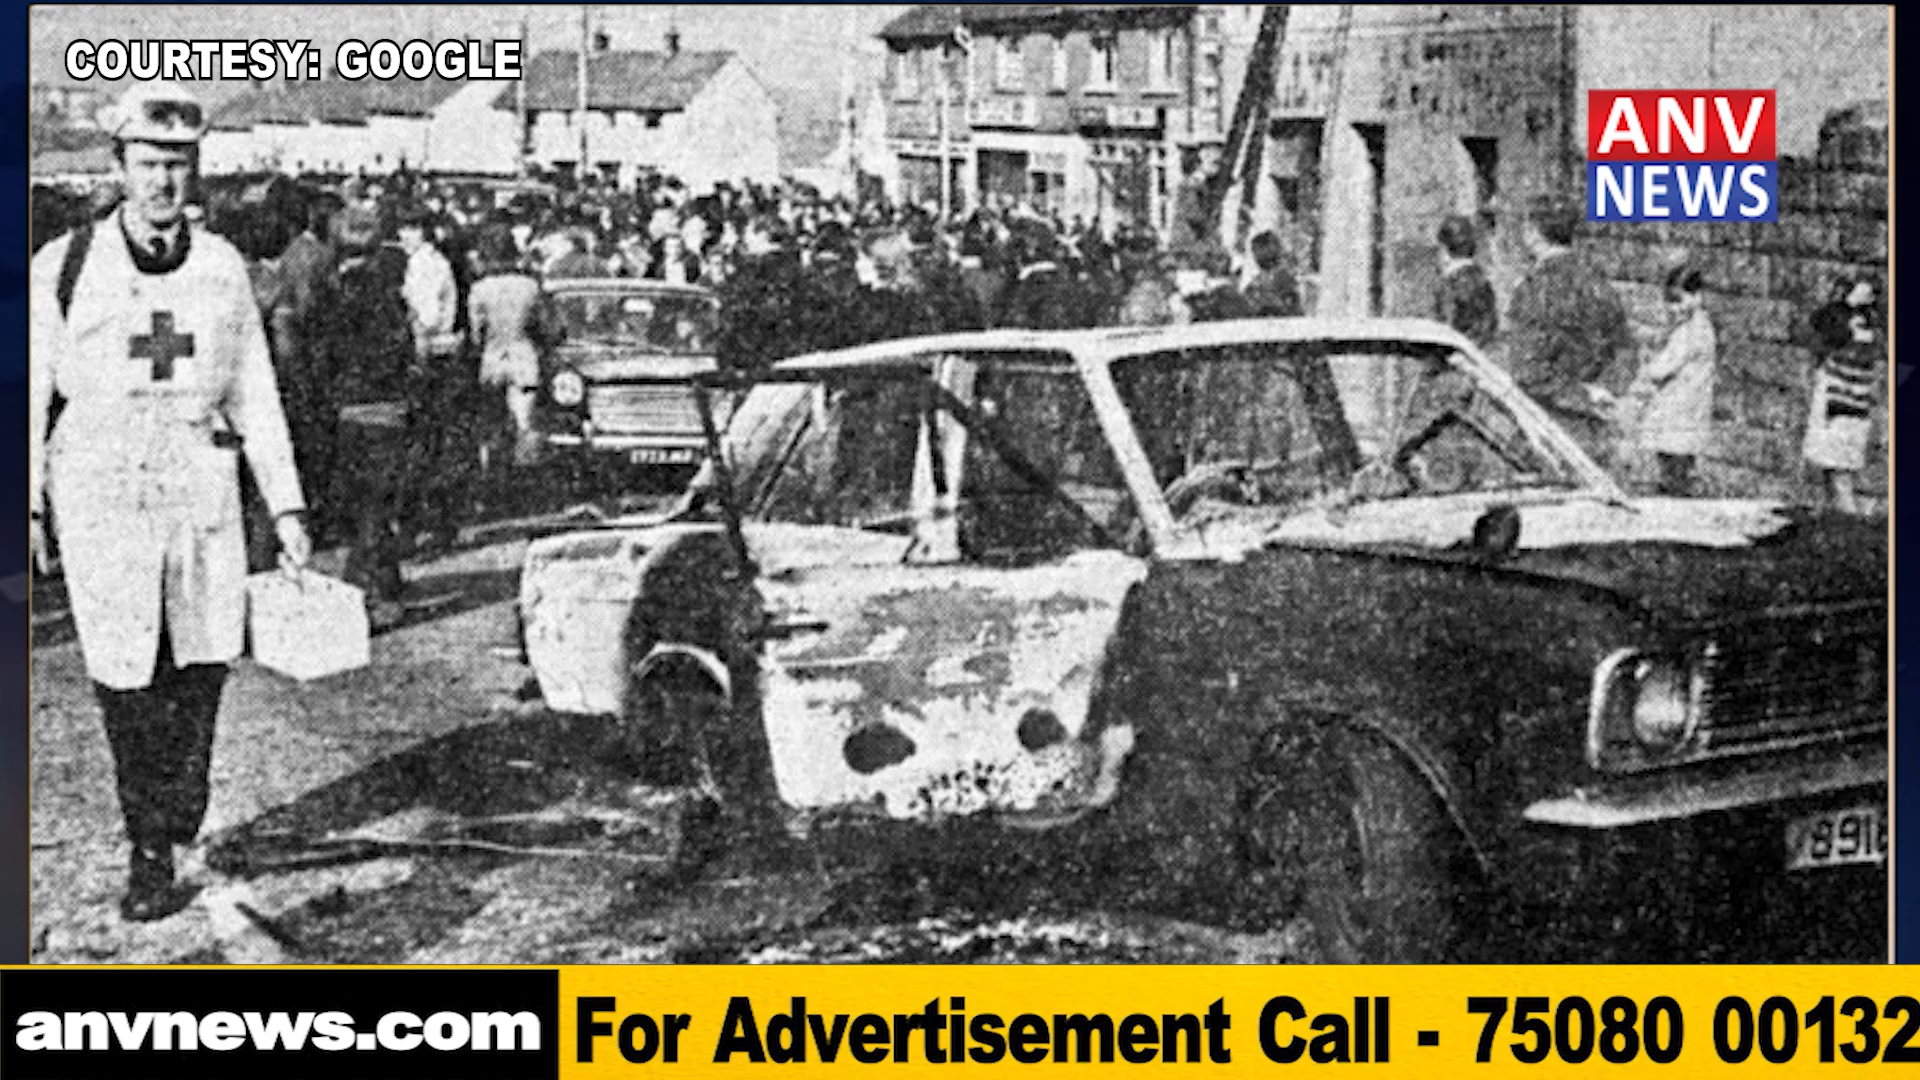 COURTESY: GOOGLE
ANV
NEWS
anvnews.com
For Advertisement Call - 75080 00132